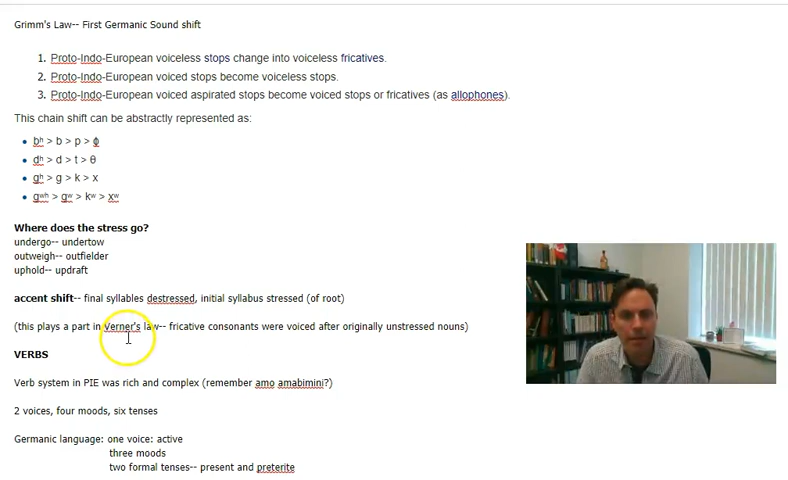 Grimm's Law-- First Germanic Sound shift
1. Proto-Indo-European voiceless stops change into voiceless fricatives.
2. Proto-Indo-European voiced stops become voiceless stops.
3. Proto-Indo-European voiced aspirated stops become voiced stops or fricatives (as allophones).
This chain shift can be abstractly represented as:
• bʰ > b > p > ɸ
• dʰ > d > t > θ
• gʰ > g > k > x
• gʷʰ > gʷ > kʷ > xʷ
Where does the stress go?
undergo-- undertow
outweigh-- outfielder
uphold-- updraft
accent shift-- final syllables destressed, initial syllabus stressed (of root)
(this plays a part in Verner's law-- fricative consonants were voiced after originally unstressed nouns)
VERBS
Verb system in PIE was rich and complex (remember amo amabimini?)
2 voices, four moods, six tenses
Germanic language: one voice: active
three moods
two formal tenses-- present and preterite